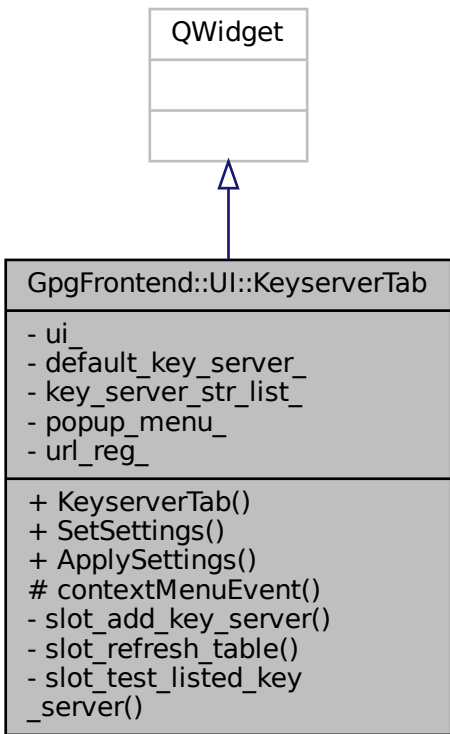 QWidget
GpgFrontend::UI::KeyserverTab
- ui_
- default_key_server_
- key_server_str_list_
- popup_menu_
- url_reg_
+ KeyserverTab()
+ SetSettings()
+ ApplySettings()
# contextMenuEvent()
- slot_add_key_server()
- slot_refresh_table()
- slot_test_listed_key
_server()